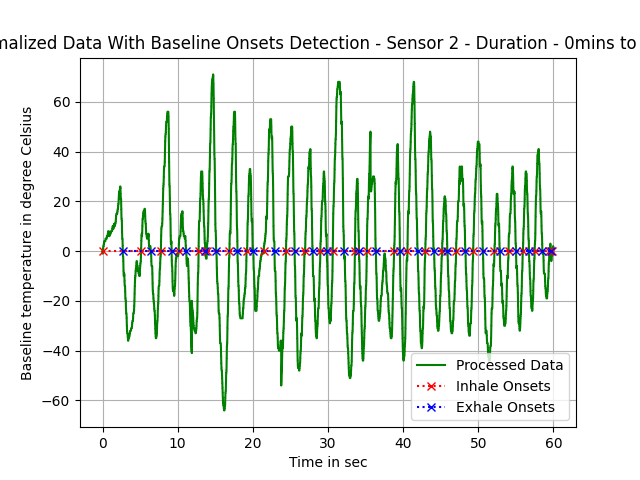 malized Data With Baseline Onsets Detection - Sensor 2 - Duration - 0mins to
Baseline temperature in degree Celsius
60
40
20
0
−20
−40
−60
Processed Data
Inhale Onsets
Exhale Onsets
0 10 20 30 40 50 60
Time in sec